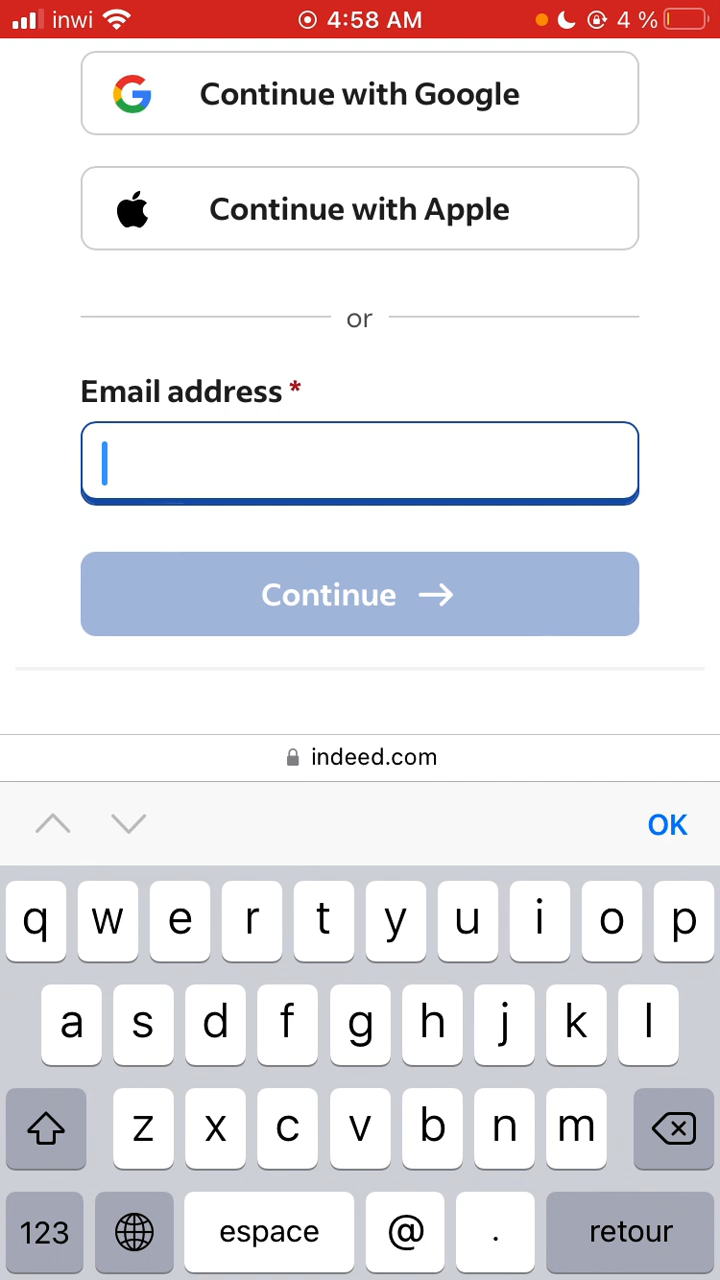 inwi 4:58 AM 4 %
Continue with Google
Continue with Apple
or
Email address *
Continue →
indeed.com
OK
q w e r t y u i o p
a s d f g h j k l
z x c v b n m
123 espace @ . retour